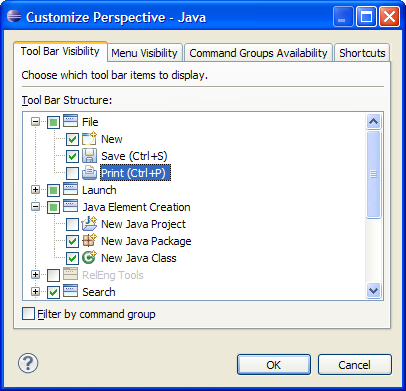 Customize Perspective - Java
Tool Bar Visibility Menu Visibility Command Groups Availability Shortcuts
Choose which tool bar items to display.
Tool Bar Structure:
File
New
Save (Ctrl+S)
Print (Ctrl+P)
Launch
Java Element Creation
New Java Project
New Java Package
New Java Class
RelEng Tools
Search
Filter by command group
? OK Cancel